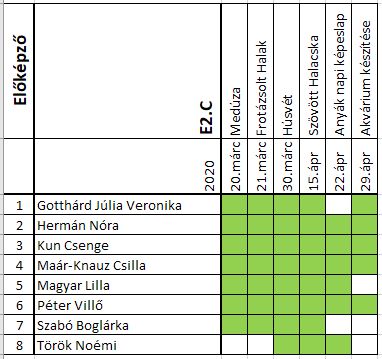 Előképző
E2.C
2020
20.márc Medúza
21.márc Frotázsolt Halak
30.márc Húsvét
15.ápr Szövött Halacska
22.ápr Anyák napi képeslap
29.ápr Akvárium készítése
1 Gotthárd Júlia Veronika
2 Hermán Nóra
3 Kun Csenge
4 Maár-Knauz Csilla
5 Magyar Lilla
6 Péter Villő
7 Szabó Boglárka
8 Török Noémi